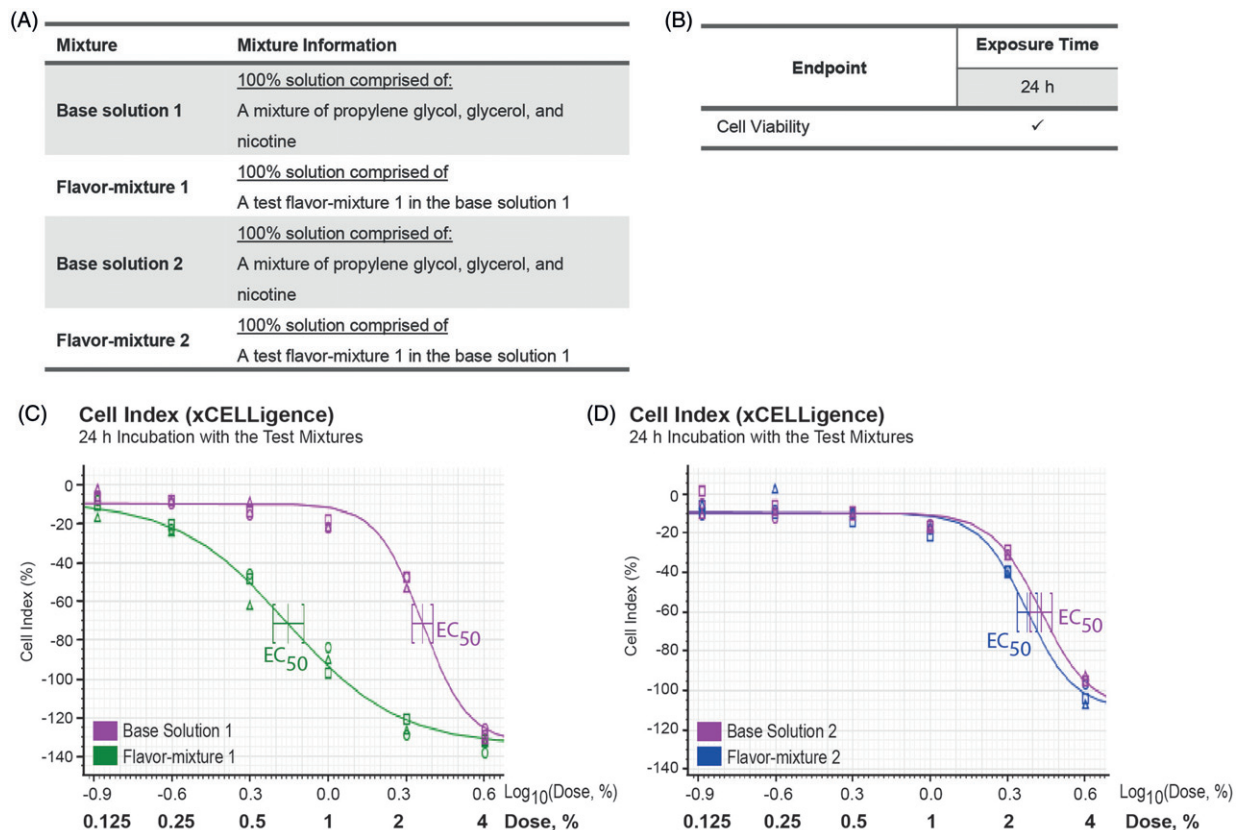 (A)
Mixture Mixture Information
100% solution comprised of:
Base solution 1 A mixture of propylene glycol, glycerol, and
nicotine
100% solution comprised of
Flavor-mixture 1
A test flavor-mixture 1 in the base solution 1
100% solution comprised of:
Base solution 2 A mixture of propylene glycol, glycerol, and
nicotine
100% solution comprised of
Flavor-mixture 2
A test flavor-mixture 1 in the base solution 1
(B)
Exposure Time
Endpoint
24 h
Cell Viability ✓
(C) Cell Index (xCELLigence)
24 h Incubation with the Test Mixtures
Cell Index (%)
0
-20
-40
-60
-80
-100
-120
-140
EC50
EC50
Base Solution 1
Flavor-mixture 1
-0.9 -0.6 0.3 0.0 0.3 0.6 Log10(Dose, %)
0.125 0.25 0.5 1 2 4 Dose, %
(D) Cell Index (xCELLigence)
24 h Incubation with the Test Mixtures
Cell Index (%)
0
-20
-40
-60
-80
-100
-120
-140
EC50
EC50
Base Solution 2
Flavor-mixture 2
-0.9 -0.6 0.3 0.0 0.3 0.6 Log10(Dose, %)
0.125 0.25 0.5 1 2 4 Dose, %